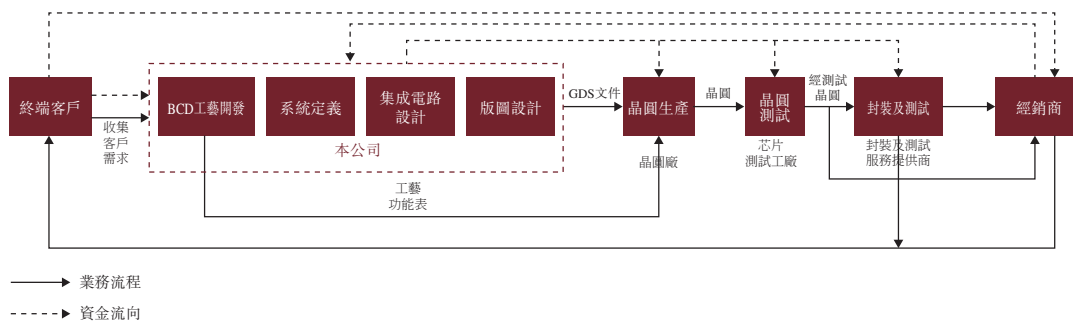 終端客戶
收集
客戶
需求
BCD工藝開發
系統定義
集成電路
設計
版圖設計
本公司
GDS文件
晶圓生產
晶圓廠
晶圓
晶圓
測試
芯片
測試工廠
經測試
晶圓
封裝及測試
封裝及測試
服務提供商
經銷商
工藝
功能表
業務流程
資金流向